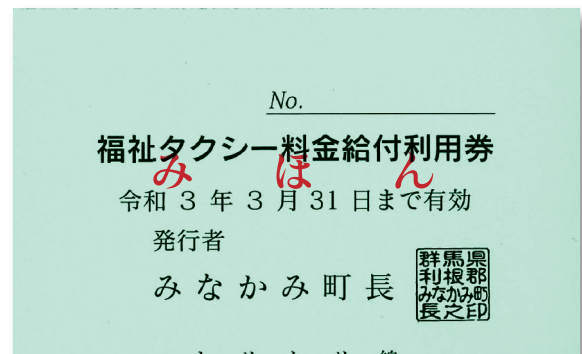 No.
福祉タクシー料金給付利用券
みほん
令和 3 年 3 月 31 日まで有効
発行者
みなかみ町長
群馬県
利根郡
みなかみ町
長之印